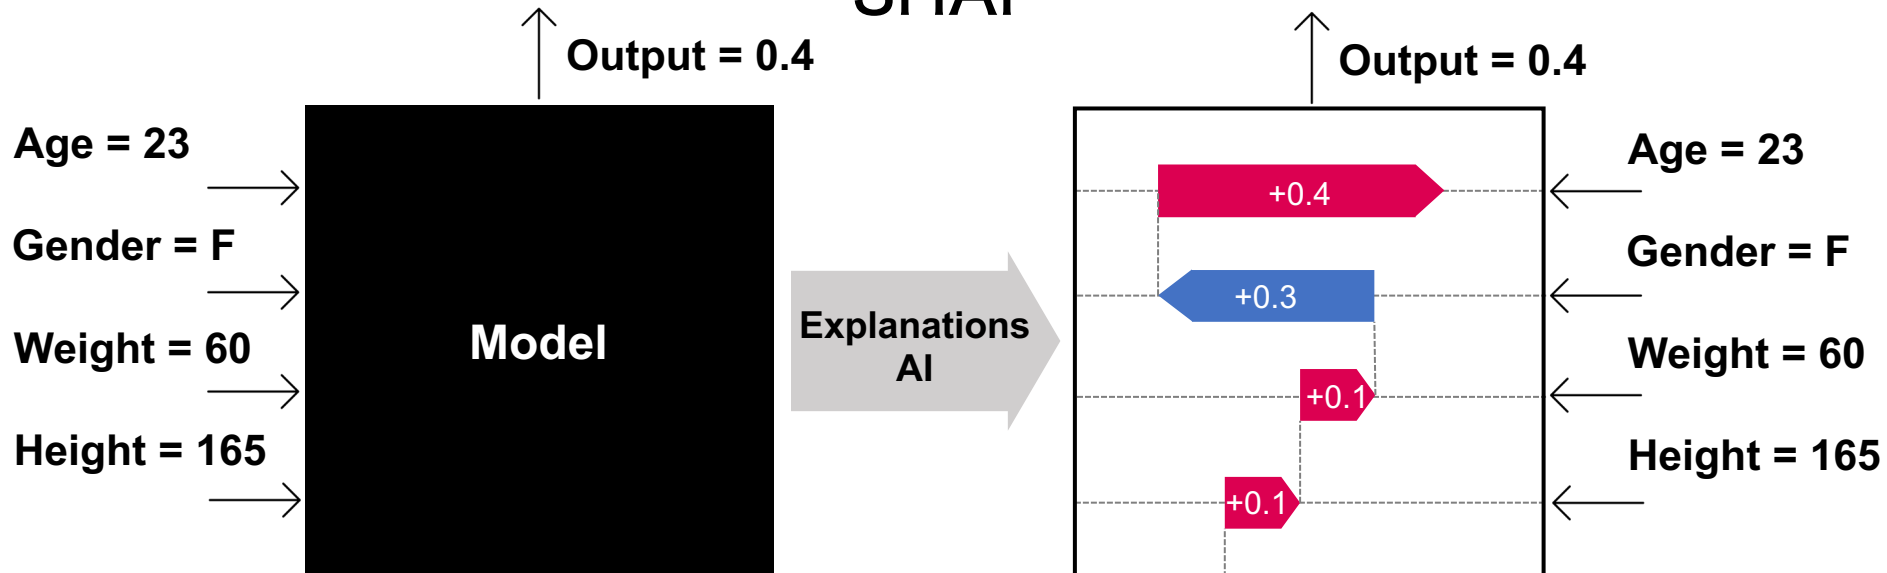 Output = 0.4
Output = 0.4
Age = 23
Gender = F
Weight = 60
Height = 165
Model
Explanations
AI
+0.4
+0.3
+0.1
+0.1
Age = 23
Gender = F
Weight = 60
Height = 165